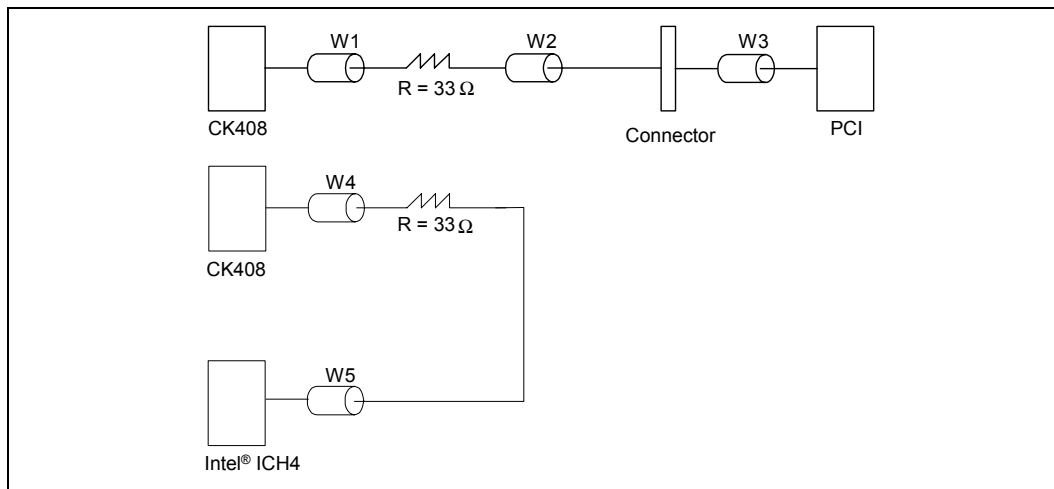 W1
W2
W3
R = 33 Ω
CK408
Connector
PCI
W4
R = 33 Ω
CK408
W5
Intel® ICH4